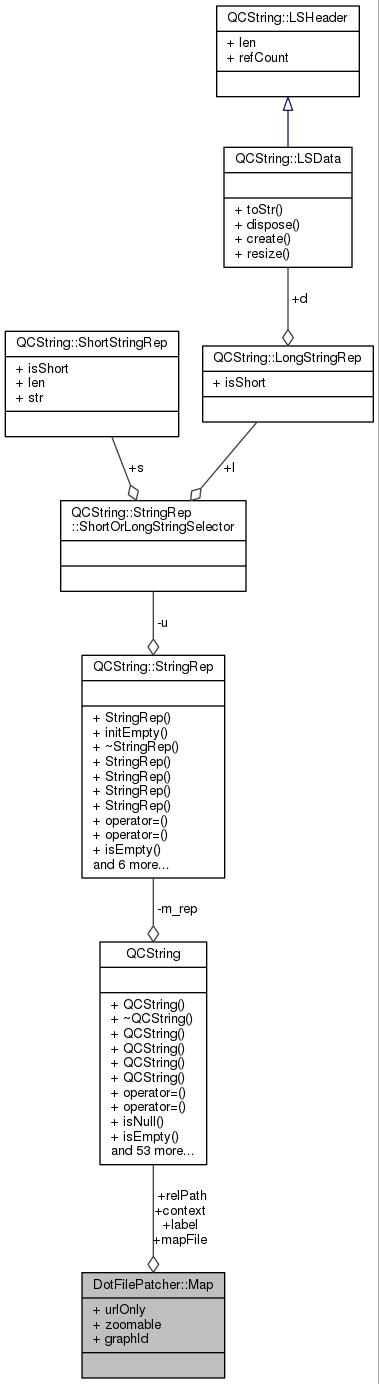 QCString::LSHeader
+ len
+ refCount
QCString::LSData
+ toStr()
+ dispose()
+ create()
+ resize()
+d
QCString::ShortStringRep
+ isShort
+ len
+ str
QCString::LongStringRep
+ isShort
+s
+l
QCString::StringRep
::ShortOrLongStringSelector
-u
QCString::StringRep
+ StringRep()
+ initEmpty()
+ ~StringRep()
+ StringRep()
+ StringRep()
+ StringRep()
+ StringRep()
+ operator=()
+ operator=()
+ isEmpty()
and 6 more...
-m_rep
QCString
+ QCString()
+ ~QCString()
+ QCString()
+ QCString()
+ QCString()
+ QCString()
+ operator=()
+ operator=()
+ isNull()
+ isEmpty()
and 53 more...
+relPath
+context
+label
+mapFile
DotFilePatcher::Map
+ urlOnly
+ zoomable
+ graphId